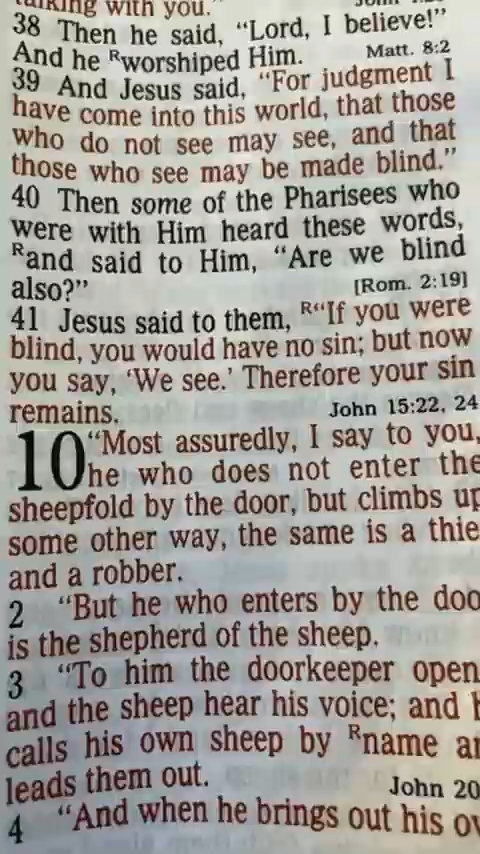 talking with you."
38 Then he said, "Lord, I believe!"
And he ᴿworshiped Him. Matt. 8:2
39 And Jesus said, "For judgment I
have come into this world, that those
who do not see may see, and that
those who see may be made blind."
40 Then some of the Pharisees who
were with Him heard these words,
ᴿand said to Him, "Are we blind
also?" [Rom. 2:19]
41 Jesus said to them, ᴿ"If you were
blind, you would have no sin; but now
you say, 'We see.' Therefore your sin
remains. John 15:22, 24
10 "Most assuredly, I say to you,
he who does not enter the
sheepfold by the door, but climbs up
some other way, the same is a thie
and a robber.
2 "But he who enters by the doo
is the shepherd of the sheep.
3 "To him the doorkeeper open
and the sheep hear his voice; and
calls his own sheep by ᴿname
leads them out. John 20
4 "And when he brings out his